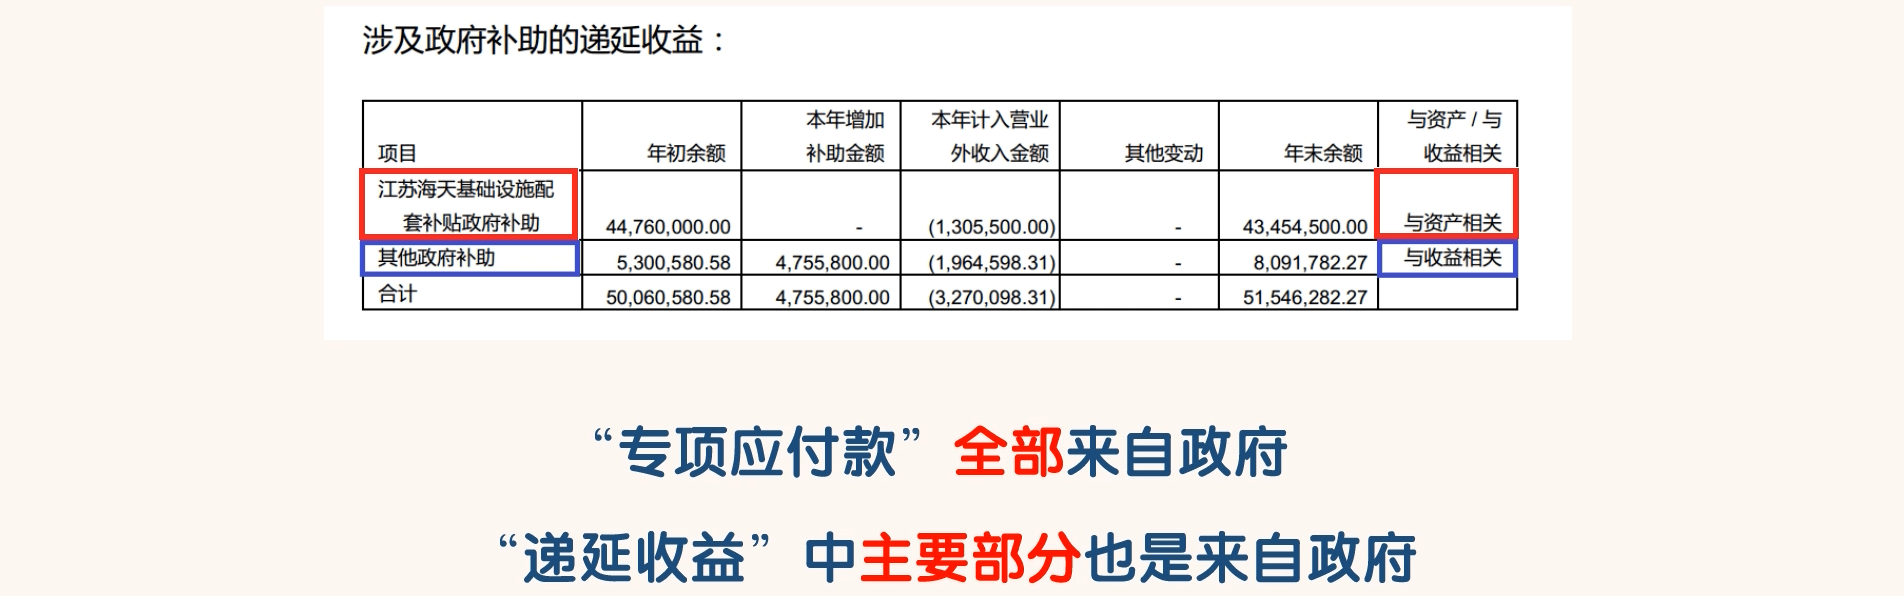 涉及政府补助的递延收益：
本年增加 本年计入营业 与资产 / 与
项目 年初余额 补助金额 外收入金额 其他变动 年末余额 收益相关
江苏海天基础设施配
套补贴政府补助 44,760,000.00 - (1,305,500.00) - 43,454,500.00 与资产相关
其他政府补助 5,300,580.58 4,755,800.00 (1,964,598.31) - 8,091,782.27 与收益相关
合计 50,060,580.58 4,755,800.00 (3,270,098.31) - 51,546,282.27
“专项应付款” 全部来自政府
“递延收益” 中主要部分也是来自政府